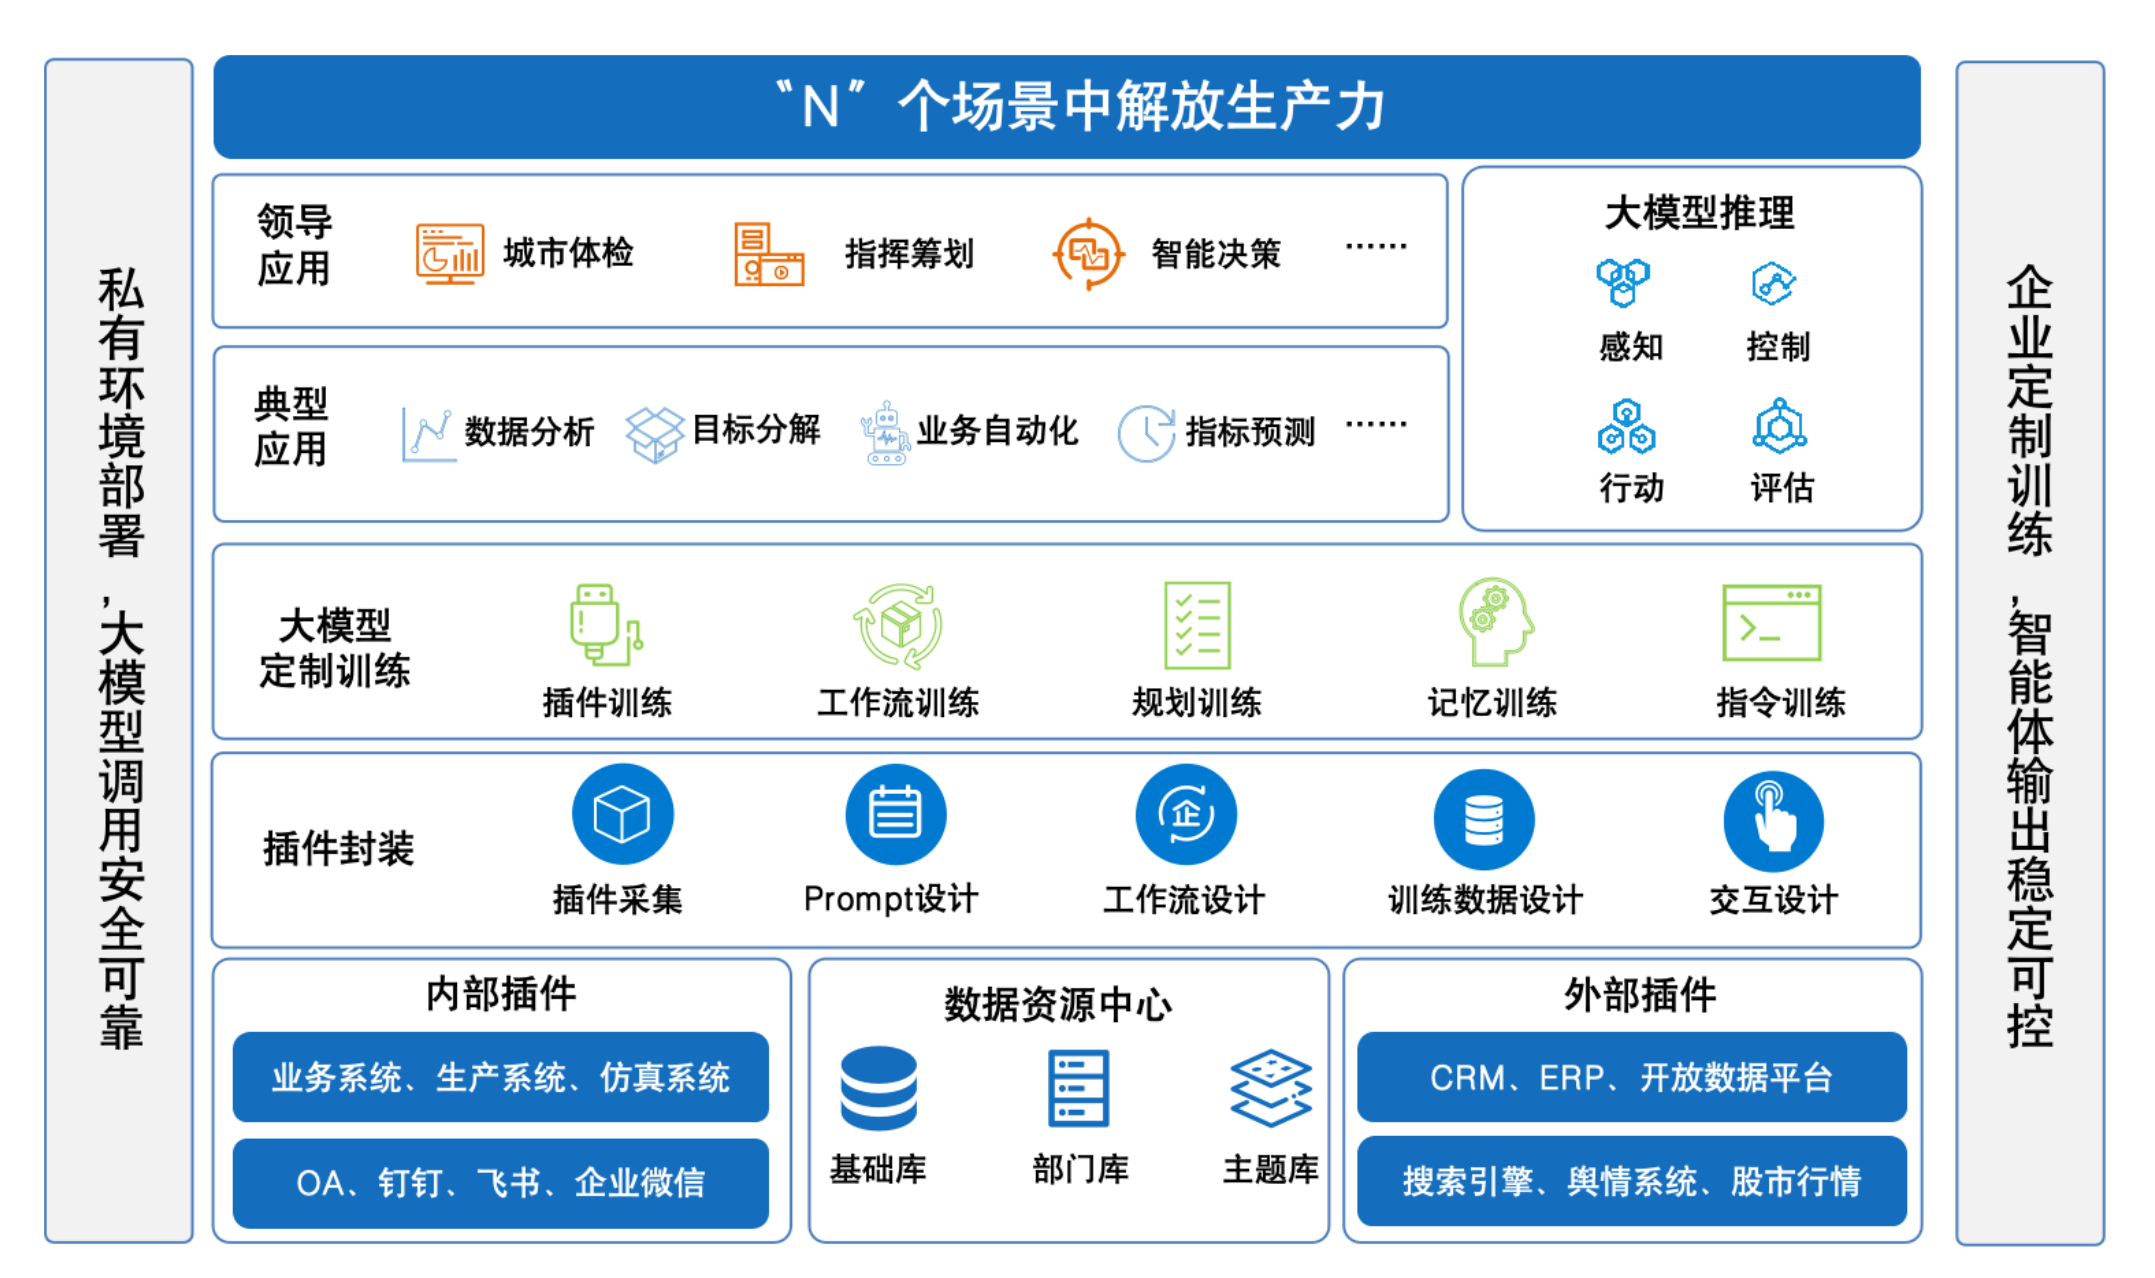 “N” 个场景中解放生产力
私有环境部署，大模型调用安全可靠
领导
应用
城市体检
指挥筹划
智能决策
……
典型
应用
数据分析
目标分解
业务自动化
指标预测
……
大模型推理
感知
控制
行动
评估
大模型
定制训练
插件训练
工作流训练
规划训练
记忆训练
指令训练
插件封装
企
插件采集
Prompt设计
工作流设计
训练数据设计
交互设计
内部插件
业务系统、生产系统、仿真系统
OA、钉钉、飞书、企业微信
数据资源中心
基础库
部门库
主题库
外部插件
CRM、ERP、开放数据平台
搜索引擎、舆情系统、股市行情
企业定制训练，智能体输出稳定可控